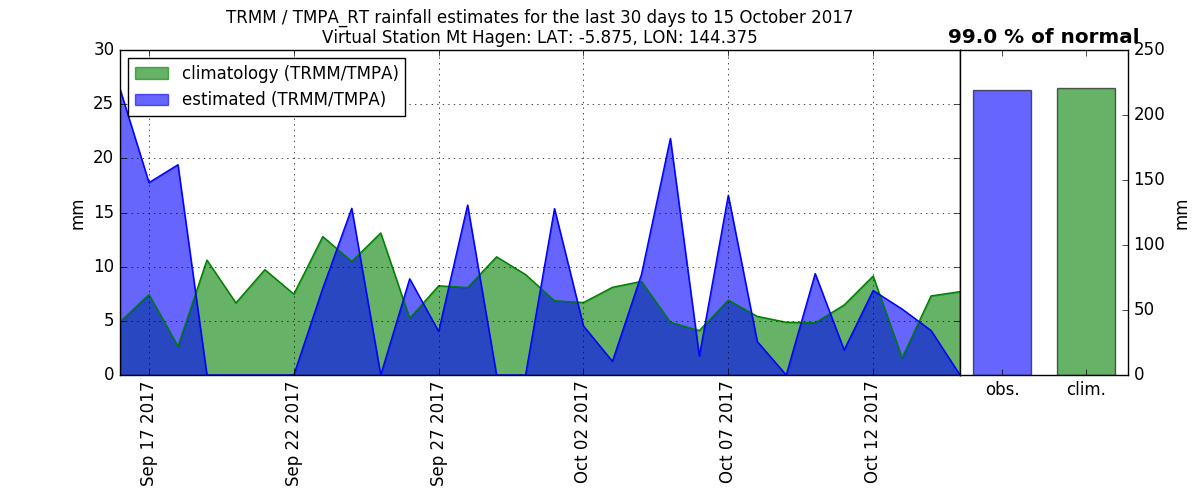 TRMM / TMPA_RT rainfall estimates for the last 30 days to 15 October 2017
Virtual Station Mt Hagen: LAT: -5.875, LON: 144.375
99.0 % of normal
climatology (TRMM/TMPA)
estimated (TRMM/TMPA)
30
25
20
15
10
5
0
mm
Sep 17 2017
Sep 22 2017
Sep 27 2017
Oct 02 2017
Oct 07 2017
Oct 12 2017
250
200
150
100
50
0
mm
obs.
clim.